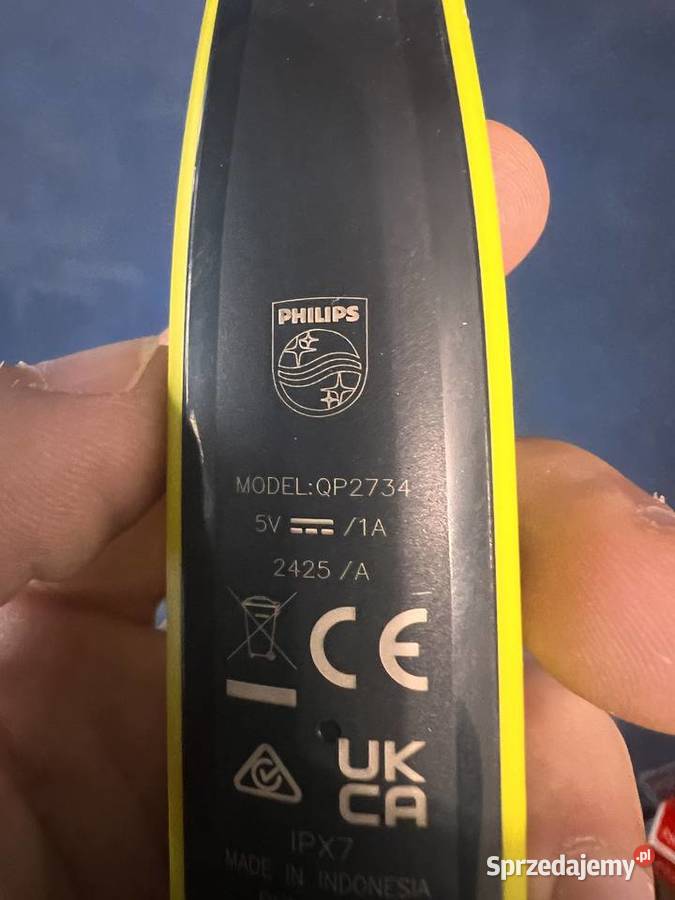 PHILIPS
MODEL:QP2734
5V ⎓ /1A
2425 /A
CE
UK
CA
IPX7
MADE IN INDONESIA
Sprzedajemy.pl